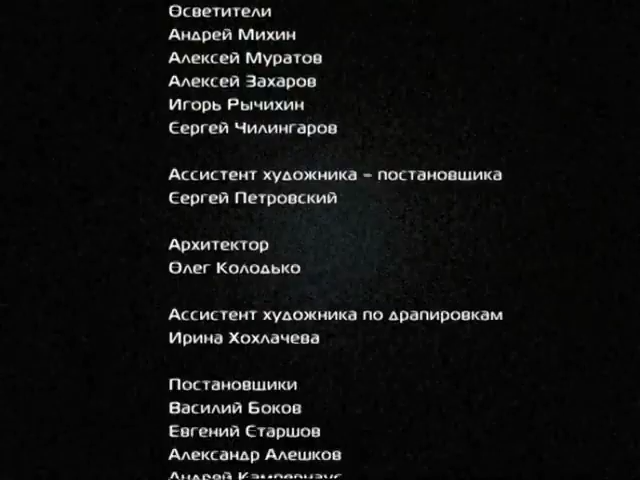 Осветители
Андрей Михин
Алексей Муратов
Алексей Захаров
Игорь Рычихин
Сергей Чилингаров
Ассистент художника - постановщика
Сергей Петровский
Архитектор
Олег Колодько
Ассистент художника по драпировкам
Ирина Хохлачева
Постановщики
Василий Боков
Евгений Старшов
Александр Алешков
Андрей